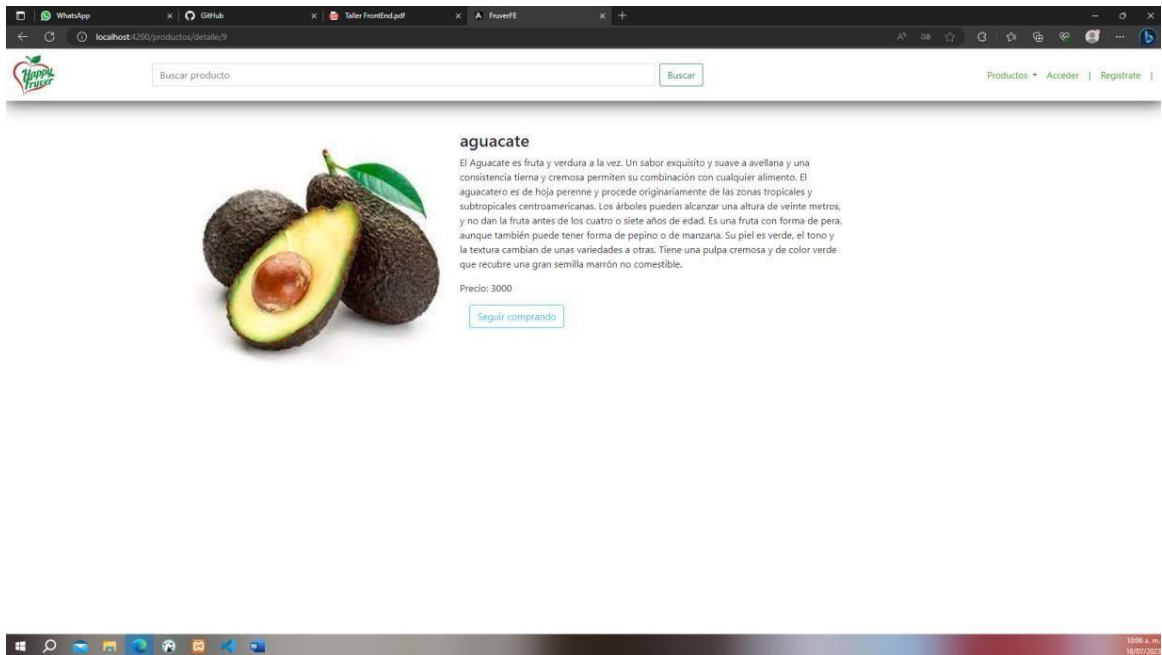 WhatsApp
GitHub
Taller FrontEnd.pdf
FruverFE
localhost:4200/productos/detalle/9
Happy
fruver
Buscar producto
Buscar
Productos
Acceder |
Registrate |
aguacate
El Aguacate es fruta y verdura a la vez. Un sabor exquisito y suave a avellana y una
consistencia tierna y cremosa permiten su combinación con cualquier alimento. El
aguacatero es de hoja perenne y procede originariamente de las zonas tropicales y
subtropicales centroamericanas. Los árboles pueden alcanzar una altura de veinte metros,
y no dan la fruta antes de los cuatro o siete años de edad. Es una fruta con forma de pera,
aunque también puede tener forma de pepino o de manzana. Su piel es verde, el tono y
la textura cambian de unas variedades a otras. Tiene una pulpa cremosa y de color verde
que recubre una gran semilla marrón no comestible.
Precio: 3000
Seguir comprando
10:06 a. m.
18/07/2023